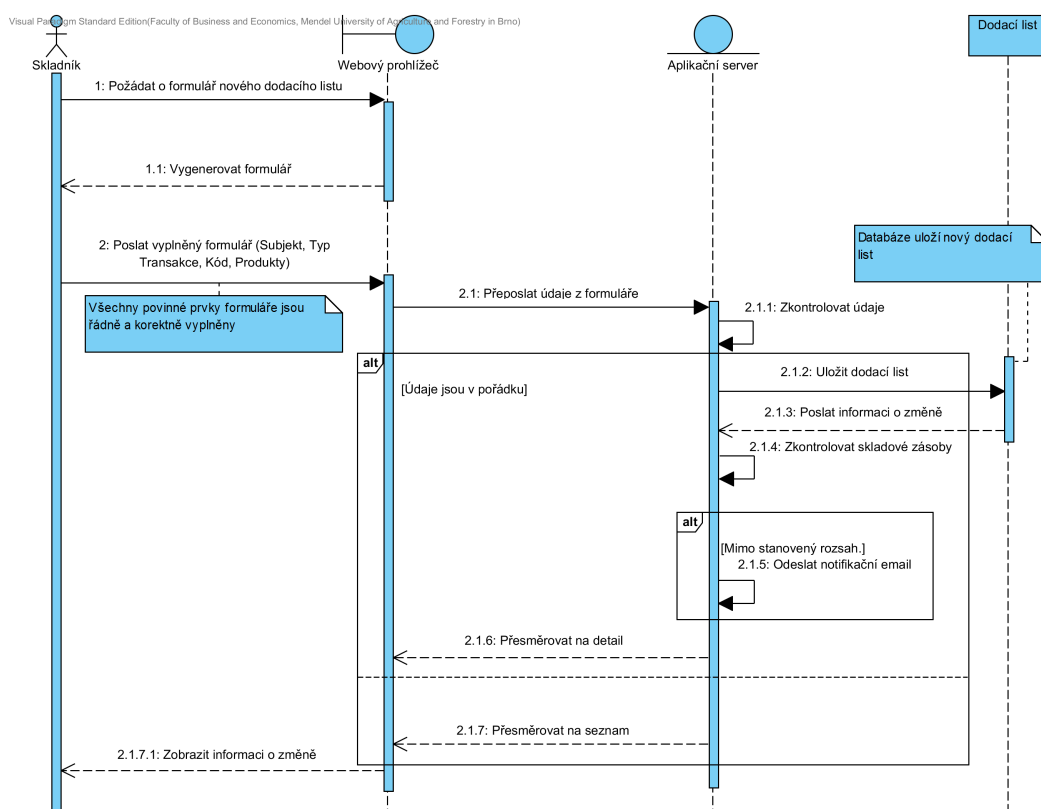 Visual Paradigm Standard Edition(Faculty of Business and Economics, Mendel University of Agriculture and Forestry in Brno)
Skladník
Webový prohlížeč
Aplikační server
Dodací list
1: Požádat o formulář nového dodacího listu
1.1: Vygenerovat formulář
2: Poslat vyplněný formulář (Subjekt, Typ
Transakce, Kód, Produkty)
Všechny povinné prvky formuláře jsou
řádně a korektně vyplněny
Databáze uloží nový dodací
list
2.1: Přeposlat údaje z formuláře
2.1.1: Zkontrolovat údaje
alt
[Údaje jsou v pořádku]
2.1.2: Uložit dodací list
2.1.3: Poslat informaci o změně
2.1.4: Zkontrolovat skladové zásoby
alt
[Mimo stanovený rozsah.]
2.1.5: Odeslat notifikační email
2.1.6: Přesměrovat na detail
2.1.7: Přesměrovat na seznam
2.1.7.1: Zobrazit informaci o změně